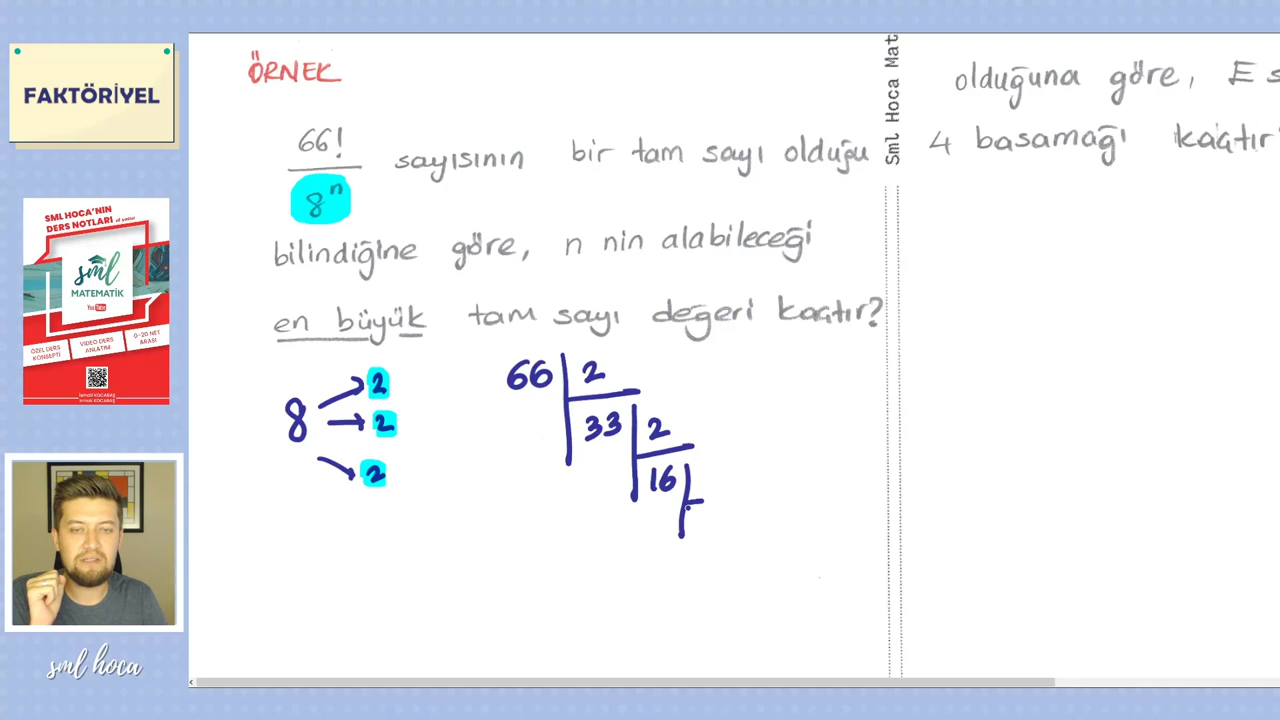 FAKTÖRİYEL
SML HOCA'NIN
DERS NOTLARI
sml
MATEMATİK
ÖZEL DERS
KONSEPTİ
VİDEO DERS
ANLATIM
0-20 NET
ARASI
sml hoca
ÖRNEK
66!
8ⁿ
sayısının bir tam sayı olduğu
bilindiğine göre, n nin alabileceği
en büyük tam sayı değeri kaçtır?
8 2
2
2
66 2
33 2
16
Sml Hoca Mat
olduğuna göre, E s
4 basamağı kaçtır